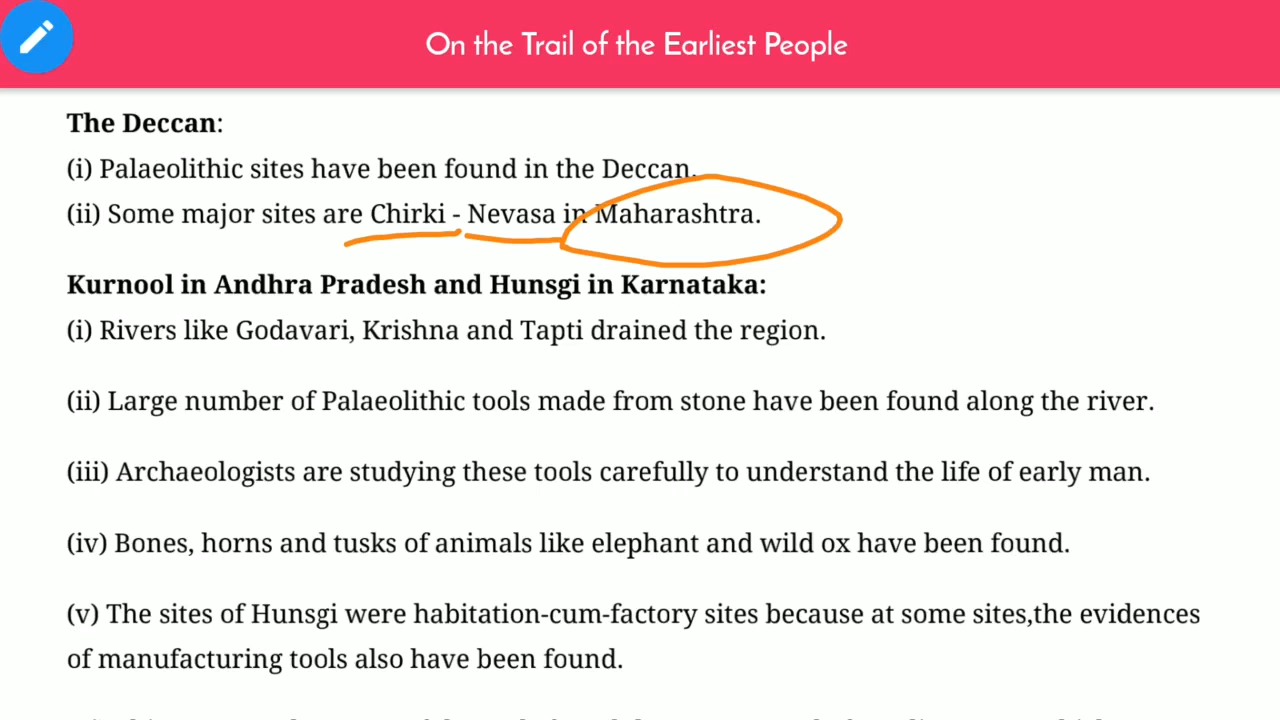 On the Trail of the Earliest People
The Deccan:
(i) Palaeolithic sites have been found in the Deccan.
(ii) Some major sites are Chirki - Nevasa in Maharashtra.
Kurnool in Andhra Pradesh and Hunsgi in Karnataka:
(i) Rivers like Godavari, Krishna and Tapti drained the region.
(ii) Large number of Palaeolithic tools made from stone have been found along the river.
(iii) Archaeologists are studying these tools carefully to understand the life of early man.
(iv) Bones, horns and tusks of animals like elephant and wild ox have been found.
(v) The sites of Hunsgi were habitation-cum-factory sites because at some sites,the evidences
of manufacturing tools also have been found.